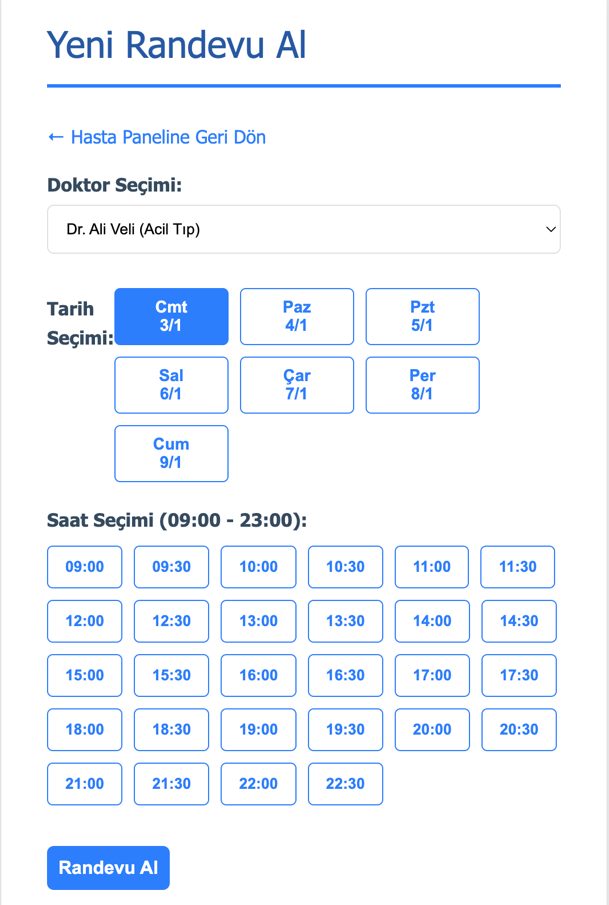 Yeni Randevu Al
← Hasta Paneline Geri Dön
Doktor Seçimi:
Dr. Ali Veli (Acil Tıp)
Tarih
Seçimi:
Cmt
3/1
Paz
4/1
Pzt
5/1
Sal
6/1
Çar
7/1
Per
8/1
Cum
9/1
Saat Seçimi (09:00 - 23:00):
09:00 09:30 10:00 10:30 11:00 11:30
12:00 12:30 13:00 13:30 14:00 14:30
15:00 15:30 16:00 16:30 17:00 17:30
18:00 18:30 19:00 19:30 20:00 20:30
21:00 21:30 22:00 22:30
Randevu Al